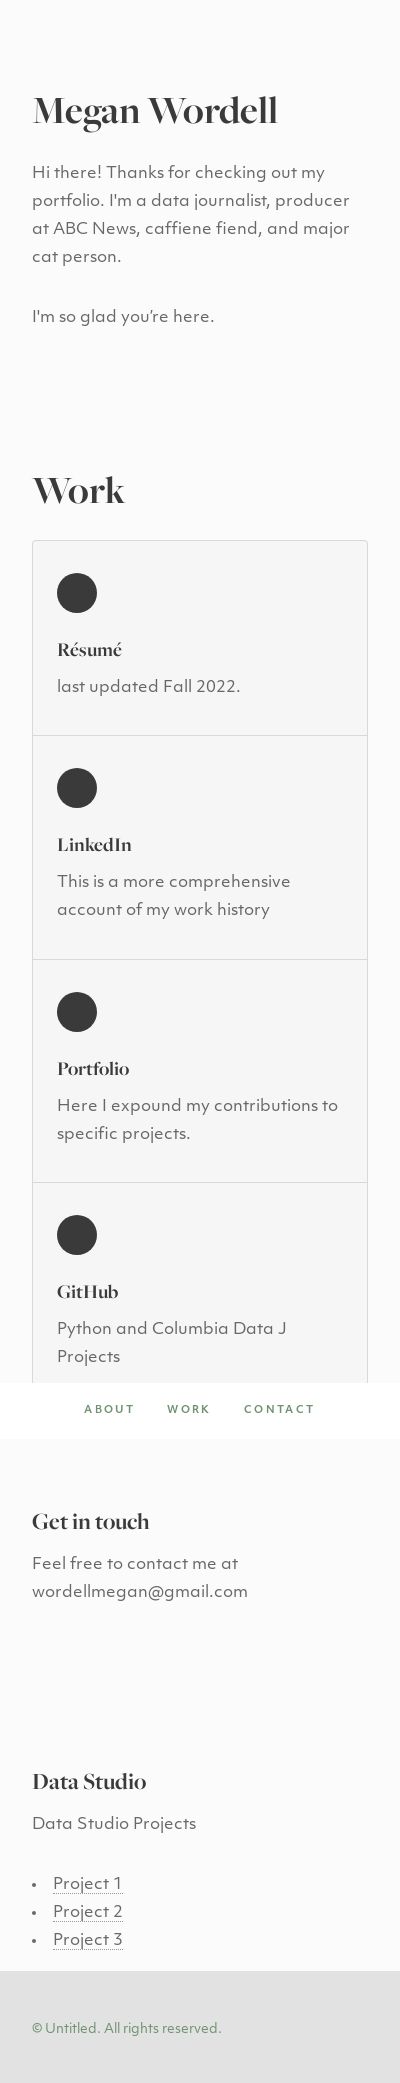 Megan Wordell
Hi there! Thanks for checking out my
portfolio. I'm a data journalist, producer
at ABC News, caffiene fiend, and major
cat person.
I'm so glad you’re here.
Work
Résumé
last updated Fall 2022.
LinkedIn
This is a more comprehensive
account of my work history
Portfolio
Here I expound my contributions to
specific projects.
GitHub
Python and Columbia Data J
Projects
ABOUT WORK CONTACT
Get in touch
Feel free to contact me at
wordellmegan@gmail.com
Data Studio
Data Studio Projects
• Project 1
• Project 2
• Project 3
© Untitled. All rights reserved.